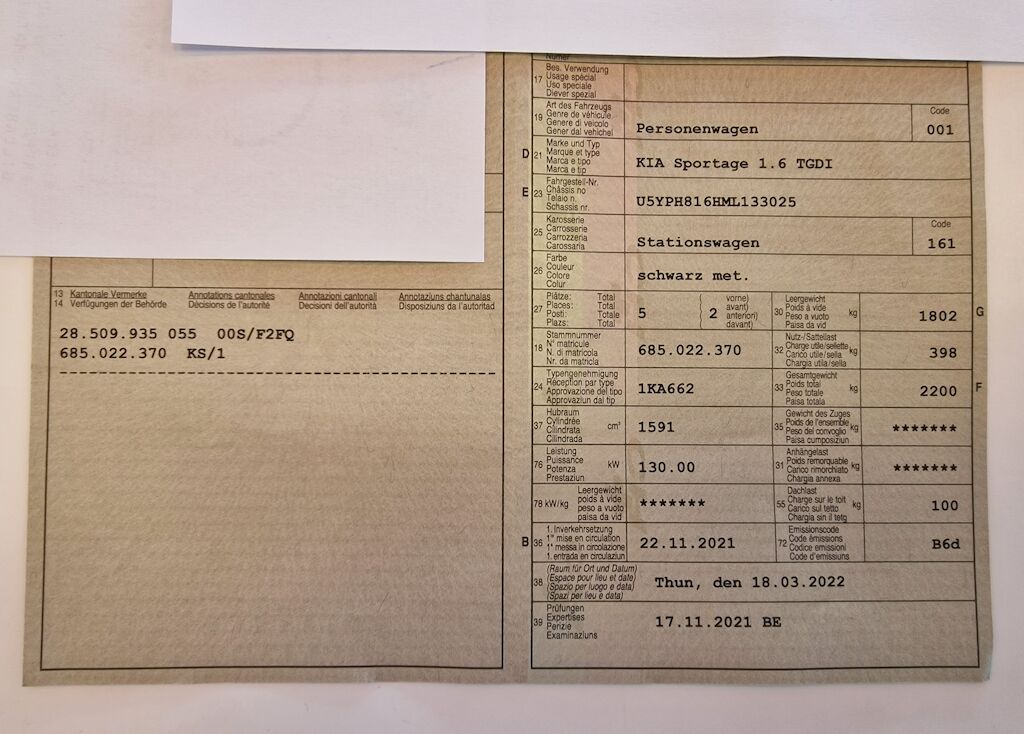 13 Kantonale Vermerke Annotations cantonales Annotazioni cantonali Annotaziuns chantunalas
14 Verfügungen der Behörde Décisions de l'autorité Decisioni dell'autorità Disposiziuns da l'autoritad
28.509.935 055 00S/F2FQ
685.022.370 KS/1
17 Bes. Verwendung
Usage spécial
Uso speciale
Diever spezial
19 Art des Fahrzeugs
Genre de véhicule
Genere di veicolo
Gener dal vehichel
Personenwagen
Code
001
D 21 Marke und Typ
Marque et type
Marca e tipo
Marca e tip
KIA Sportage 1.6 TGDI
E 23 Fahrgestell-Nr.
Châssis no
Telaio n.
Schassis nr.
U5YPH816HML133025
25 Karosserie
Carrosserie
Carrozzeria
Carossaria
Stationswagen
Code
161
26 Farbe
Couleur
Colore
Colur
schwarz met.
27 Plätze: Total
Places: Total
Posti: Totale
Plazs: Total
5
2
vorne)
avant)
anteriori)
davant)
30 Leergewicht
Poids à vide
Peso a vuoto
Paisa da vid
kg
1802
G
18 Stammnummer
N° matricule
N. di matricola
Nr. da matricla
685.022.370
32 Nutz-/Sattellast
Charge utile/sellette
Carico utile/sella
Chargia utila/sella
kg
398
24 Typengenehmigung
Réception par type
Approvazione del tipo
Approvaziun dal tip
1KA662
33 Gesamtgewicht
Poids total
Peso totale
Paisa totala
kg
2200
F
37 Hubraum
Cylindrée
Cilindrata
Cilindrada
cm³
1591
35 Gewicht des Zuges
Poids de l'ensemble
Peso del convoglio
Paisa cumposiziun
kg
*******
76 Leistung
Puissance
Potenza
Prestaziun
kW
130.00
31 Anhängelast
Poids remorquable
Carico rimorchiato
Chargia annexa
kg
*******
78 kW/kg Leergewicht
poids à vide
peso a vuoto
paisa da vid
*******
55 Dachlast
Charge sur le toit
Carico sul tetto
Chargia sin il tetg
kg
100
B 36 1. Inverkehrsetzung
1re mise en circulation
1a messa in circolazione
1. entrada en circulaziun
22.11.2021
72 Emissionscode
Code émissions
Codice emissioni
Code d'emissiuns
B6d
38 (Raum für Ort und Datum)
(Espace pour lieu et date)
(Spazio per luogo e data)
(Spazi per lieu e data)
Thun, den 18.03.2022
39 Prüfungen
Expertises
Perizie
Examinaziuns
17.11.2021 BE